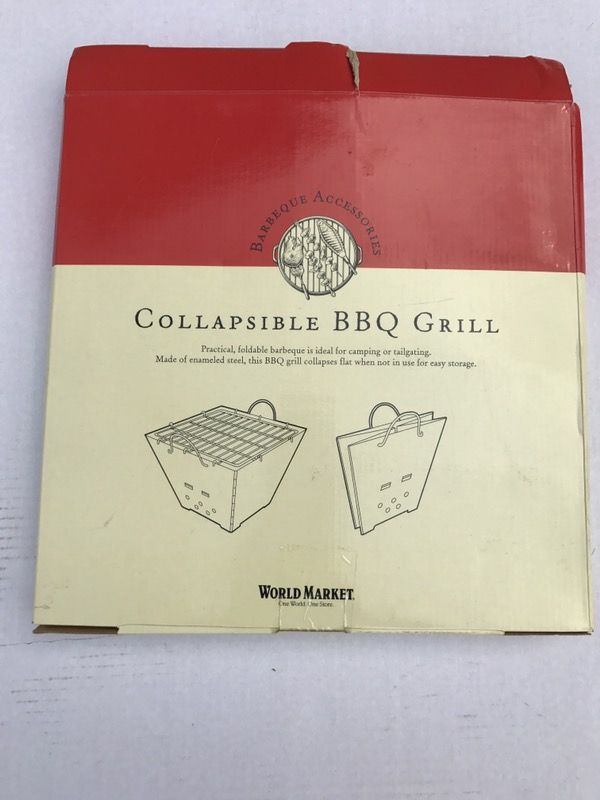 BARBEQUE ACCESSORIES
COLLAPSIBLE BBQ GRILL
Practical, foldable barbeque is ideal for camping or tailgating.
Made of enameled steel, this BBQ grill collapses flat when not in use for easy storage.
WORLD MARKET.
One World. One Store.